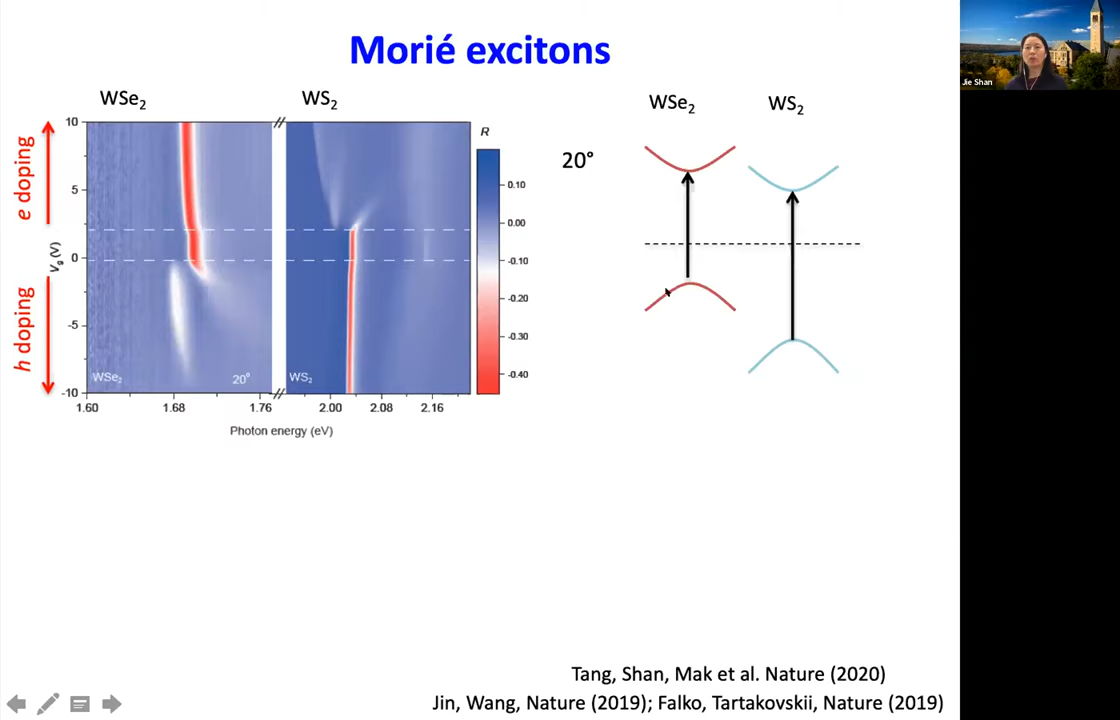 Morié excitons
WSe2
WS2
WSe2
WS2
20°
e doping
h doping
Vg (V)
10
5
0
-5
-10
WSe2
20°
WS2
1.60
1.68
1.76
2.00
2.08
2.16
Photon energy (eV)
R
0.10
0.00
-0.10
-0.20
-0.30
-0.40
Jie Shan
Tang, Shan, Mak et al. Nature (2020)
Jin, Wang, Nature (2019); Falko, Tartakovskii, Nature (2019)